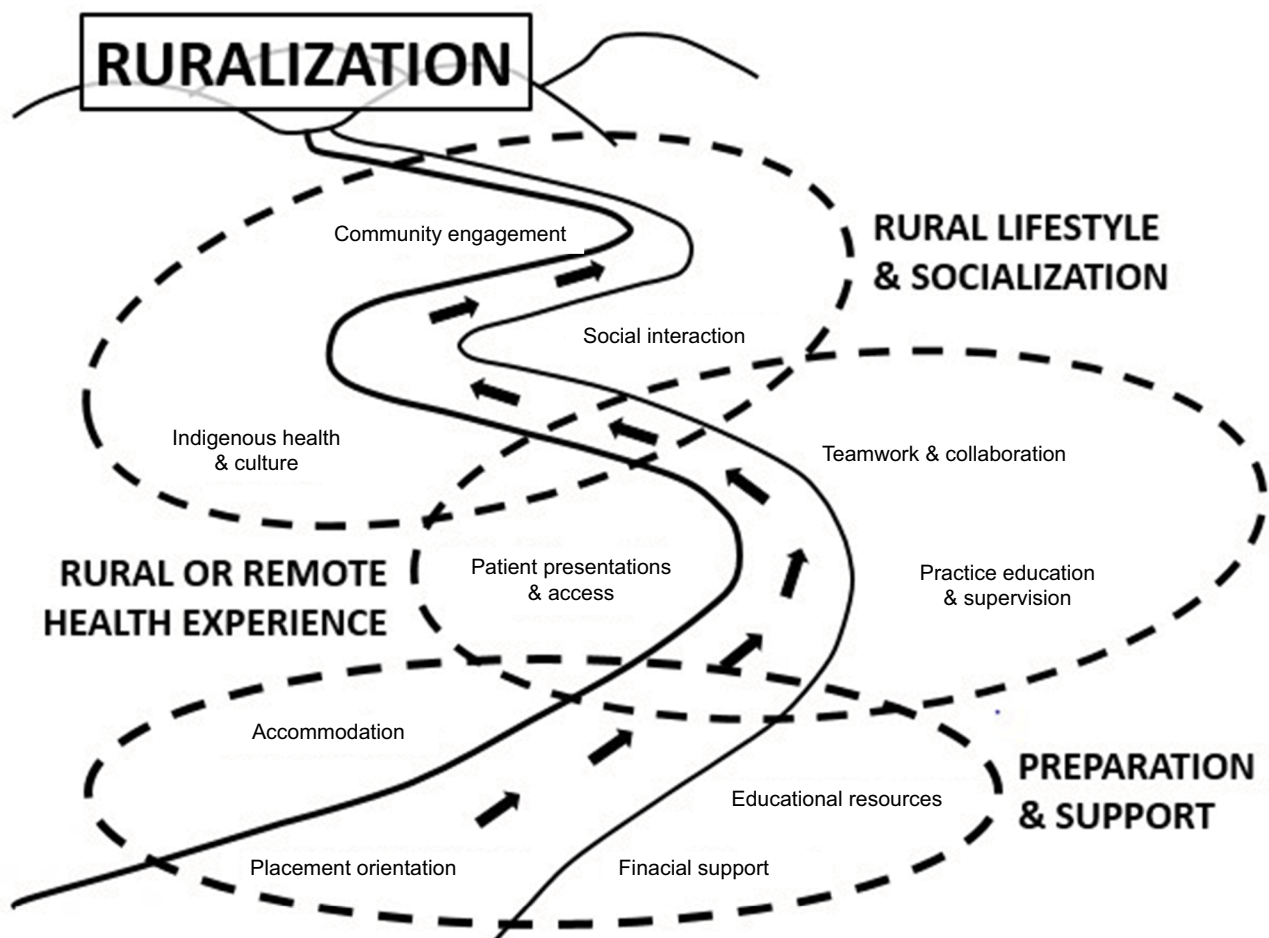 RURALIZATION
Community engagement
RURAL LIFESTYLE
& SOCIALIZATION
Social interaction
Indigenous health
& culture
Teamwork & collaboration
RURAL OR REMOTE
HEALTH EXPERIENCE
Patient presentations
& access
Practice education
& supervision
Accommodation
PREPARATION
& SUPPORT
Educational resources
Placement orientation
Finacial support